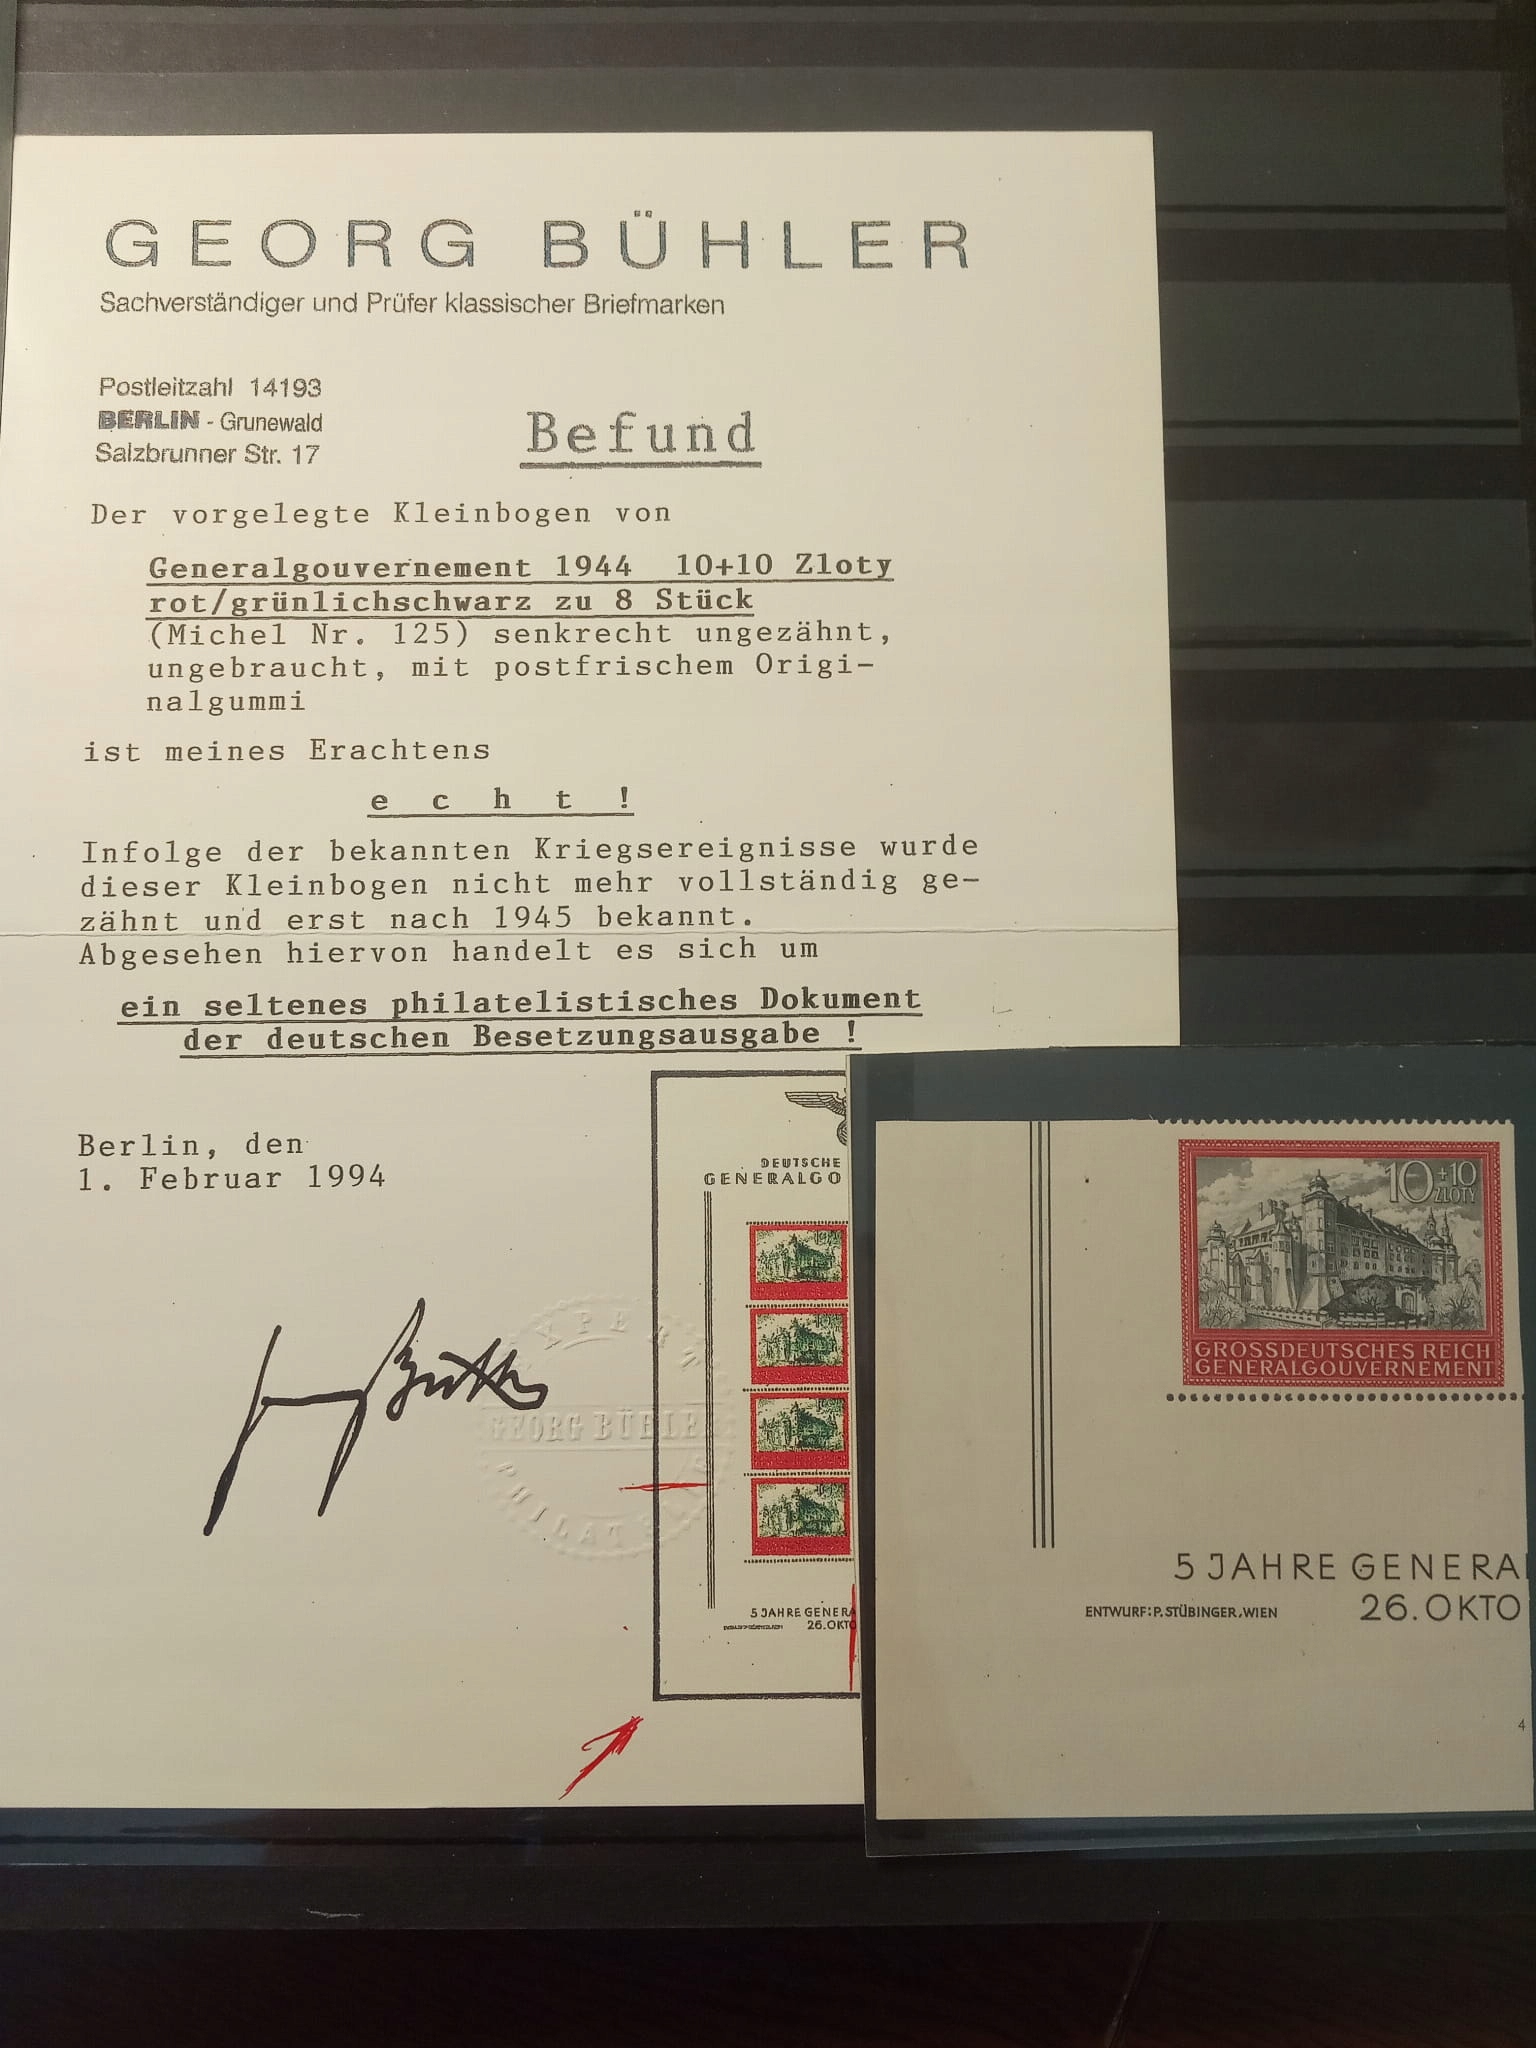 GEORG BÜHLER
Sachverständiger und Prüfer klassischer Briefmarken
Postleitzahl 14193
BERLIN - Grunewald
Salzbrunner Str. 17
Befund
Der vorgelegte Kleinbogen von
Generalgouvernement 1944 10+10 Zloty
rot/grünlichschwarz zu 8 Stück
(Michel Nr. 125) senkrecht ungezähnt,
ungebraucht, mit postfrischem Origi-
nalgummi
ist meines Erachtens
e c h t !
Infolge der bekannten Kriegsereignisse wurde
dieser Kleinbogen nicht mehr vollständig ge-
zähnt und erst nach 1945 bekannt.
Abgesehen hiervon handelt es sich um
ein seltenes philatelistisches Dokument
der deutschen Besetzungsausgabe !
Berlin, den
1. Februar 1994
GEORG BÜHLE
DEUTSCHE
GENERALGO
5 JAHRE GENERA
26.OKTO
10+10
ZLOTY
GROSSDEUTSCHES REICH
GENERALGOUVERNEMENT
5 JAHRE GENERA
26.OKTO
ENTWURF: P. STÜBINGER, WIEN
4